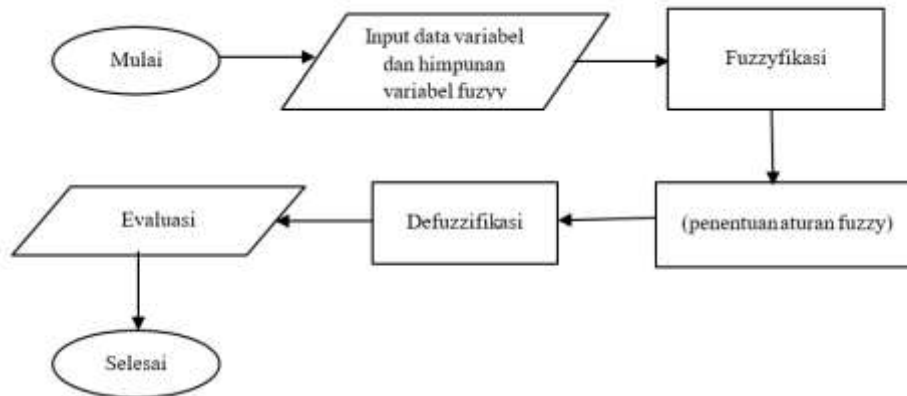 Mulai
Input data variabel
dan himpunan
variabel fuzyy
Fuzzyfikasi
(penentuan aturan fuzzy)
Defuzzifikasi
Evaluasi
Selesai